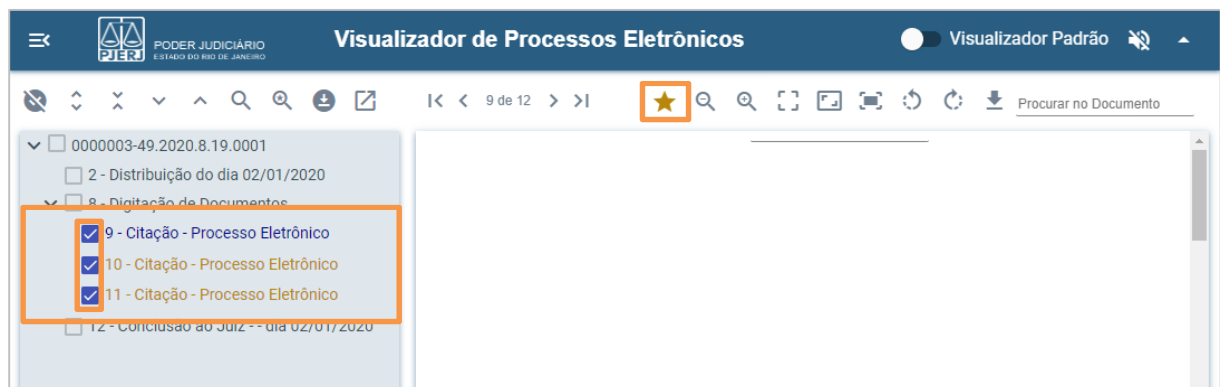 PJERJ
PODER JUDICIÁRIO
ESTADO DO RIO DE JANEIRO
Visualizador de Processos Eletrônicos
Visualizador Padrão
9 de 12
Procurar no Documento
0000003-49.2020.8.19.0001
2 - Distribuição do dia 02/01/2020
8 - Digitação de Documentos
9 - Citação - Processo Eletrônico
10 - Citação - Processo Eletrônico
11 - Citação - Processo Eletrônico
12 - Conclusão ao Juiz - - dia 02/01/2020